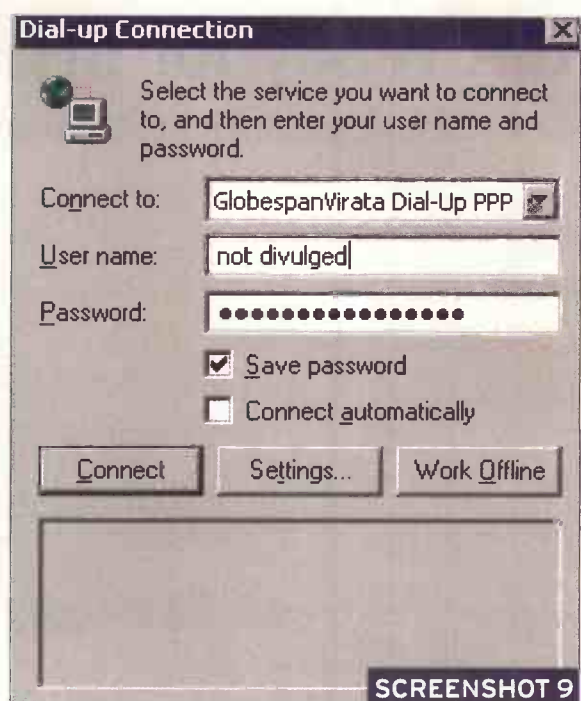 Dial-up Connection
Select the service you want to connect
to, and then enter your user name and
password.
Connect to:
GlobespanVirata Dial-Up PPP
User name:
not divulged
Password:
●●●●●●●●●●●●●●●●
Save password
Connect automatically
Connect
Settings...
Work Offline
SCREENSHOT 9